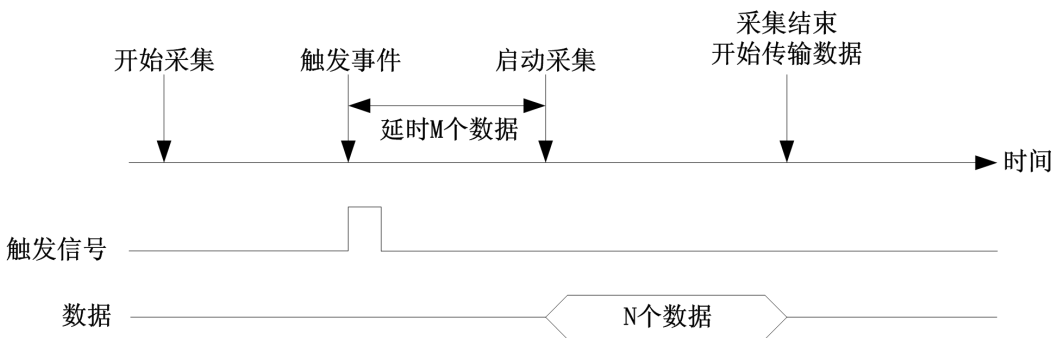 采集结束
开始传输数据
开始采集
触发事件
启动采集
延时M个数据
时间
触发信号
数据
N个数据